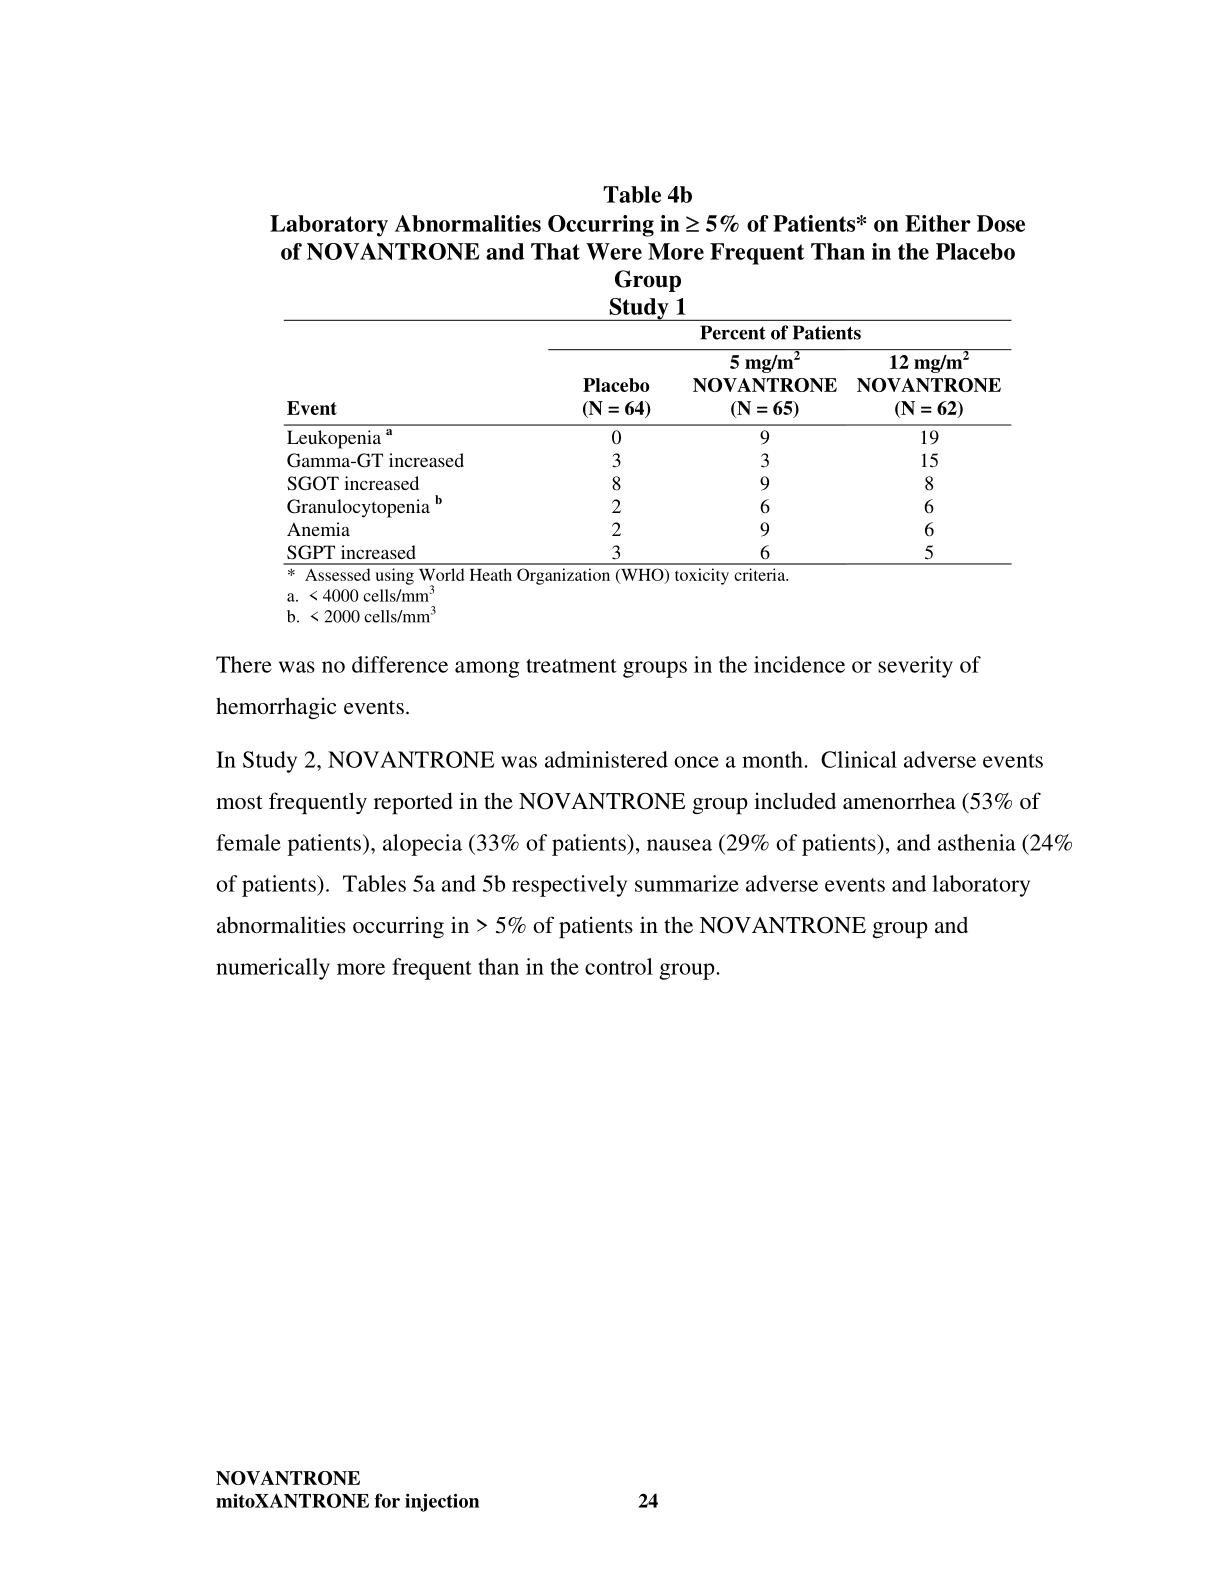 Table 4b
Laboratory Abnormalities Occurring in ≥ 5% of Patients* on Either Dose
of NOVANTRONE and That Were More Frequent Than in the Placebo
Group
Study 1
Percent of Patients
5 mg/m² 12 mg/m²
Placebo NOVANTRONE NOVANTRONE
Event (N = 64) (N = 65) (N = 62)
Leukopenia ᵃ 0 9 19
Gamma-GT increased 3 3 15
SGOT increased 8 9 8
Granulocytopenia ᵇ 2 6 6
Anemia 2 9 6
SGPT increased 3 6 5
* Assessed using World Heath Organization (WHO) toxicity criteria.
a. < 4000 cells/mm³
b. < 2000 cells/mm³
There was no difference among treatment groups in the incidence or severity of
hemorrhagic events.
In Study 2, NOVANTRONE was administered once a month. Clinical adverse events
most frequently reported in the NOVANTRONE group included amenorrhea (53% of
female patients), alopecia (33% of patients), nausea (29% of patients), and asthenia (24%
of patients). Tables 5a and 5b respectively summarize adverse events and laboratory
abnormalities occurring in > 5% of patients in the NOVANTRONE group and
numerically more frequent than in the control group.
NOVANTRONE
mitoXANTRONE for injection 24